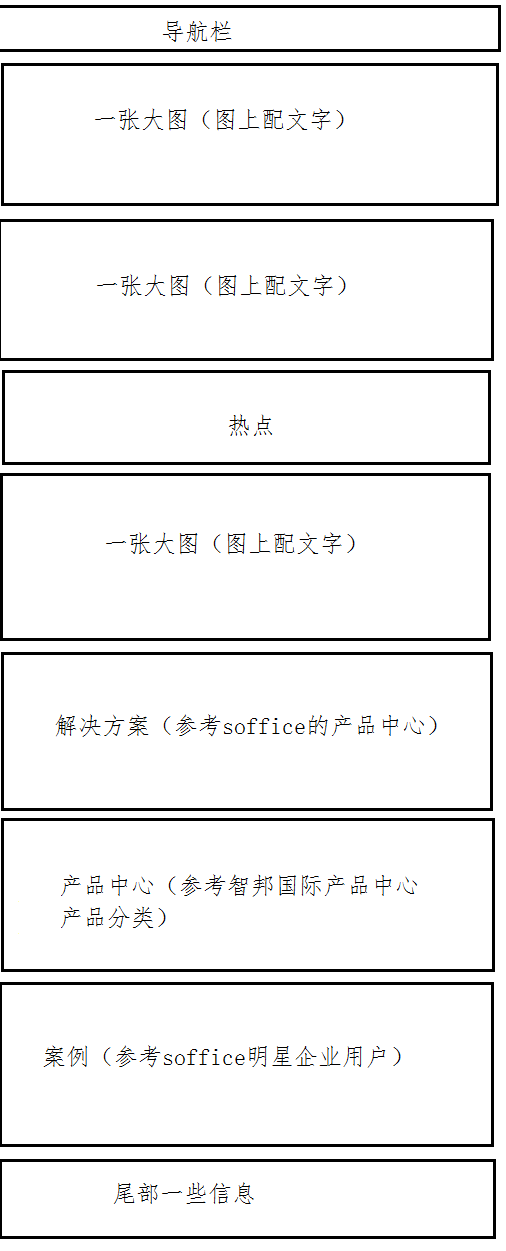 导航栏
一张大图（图上配文字）
一张大图（图上配文字）
热点
一张大图（图上配文字）
解决方案（参考soffice的产品中心）
产品中心（参考智邦国际产品中心
产品分类）
案例（参考soffice明星企业用户）
尾部一些信息